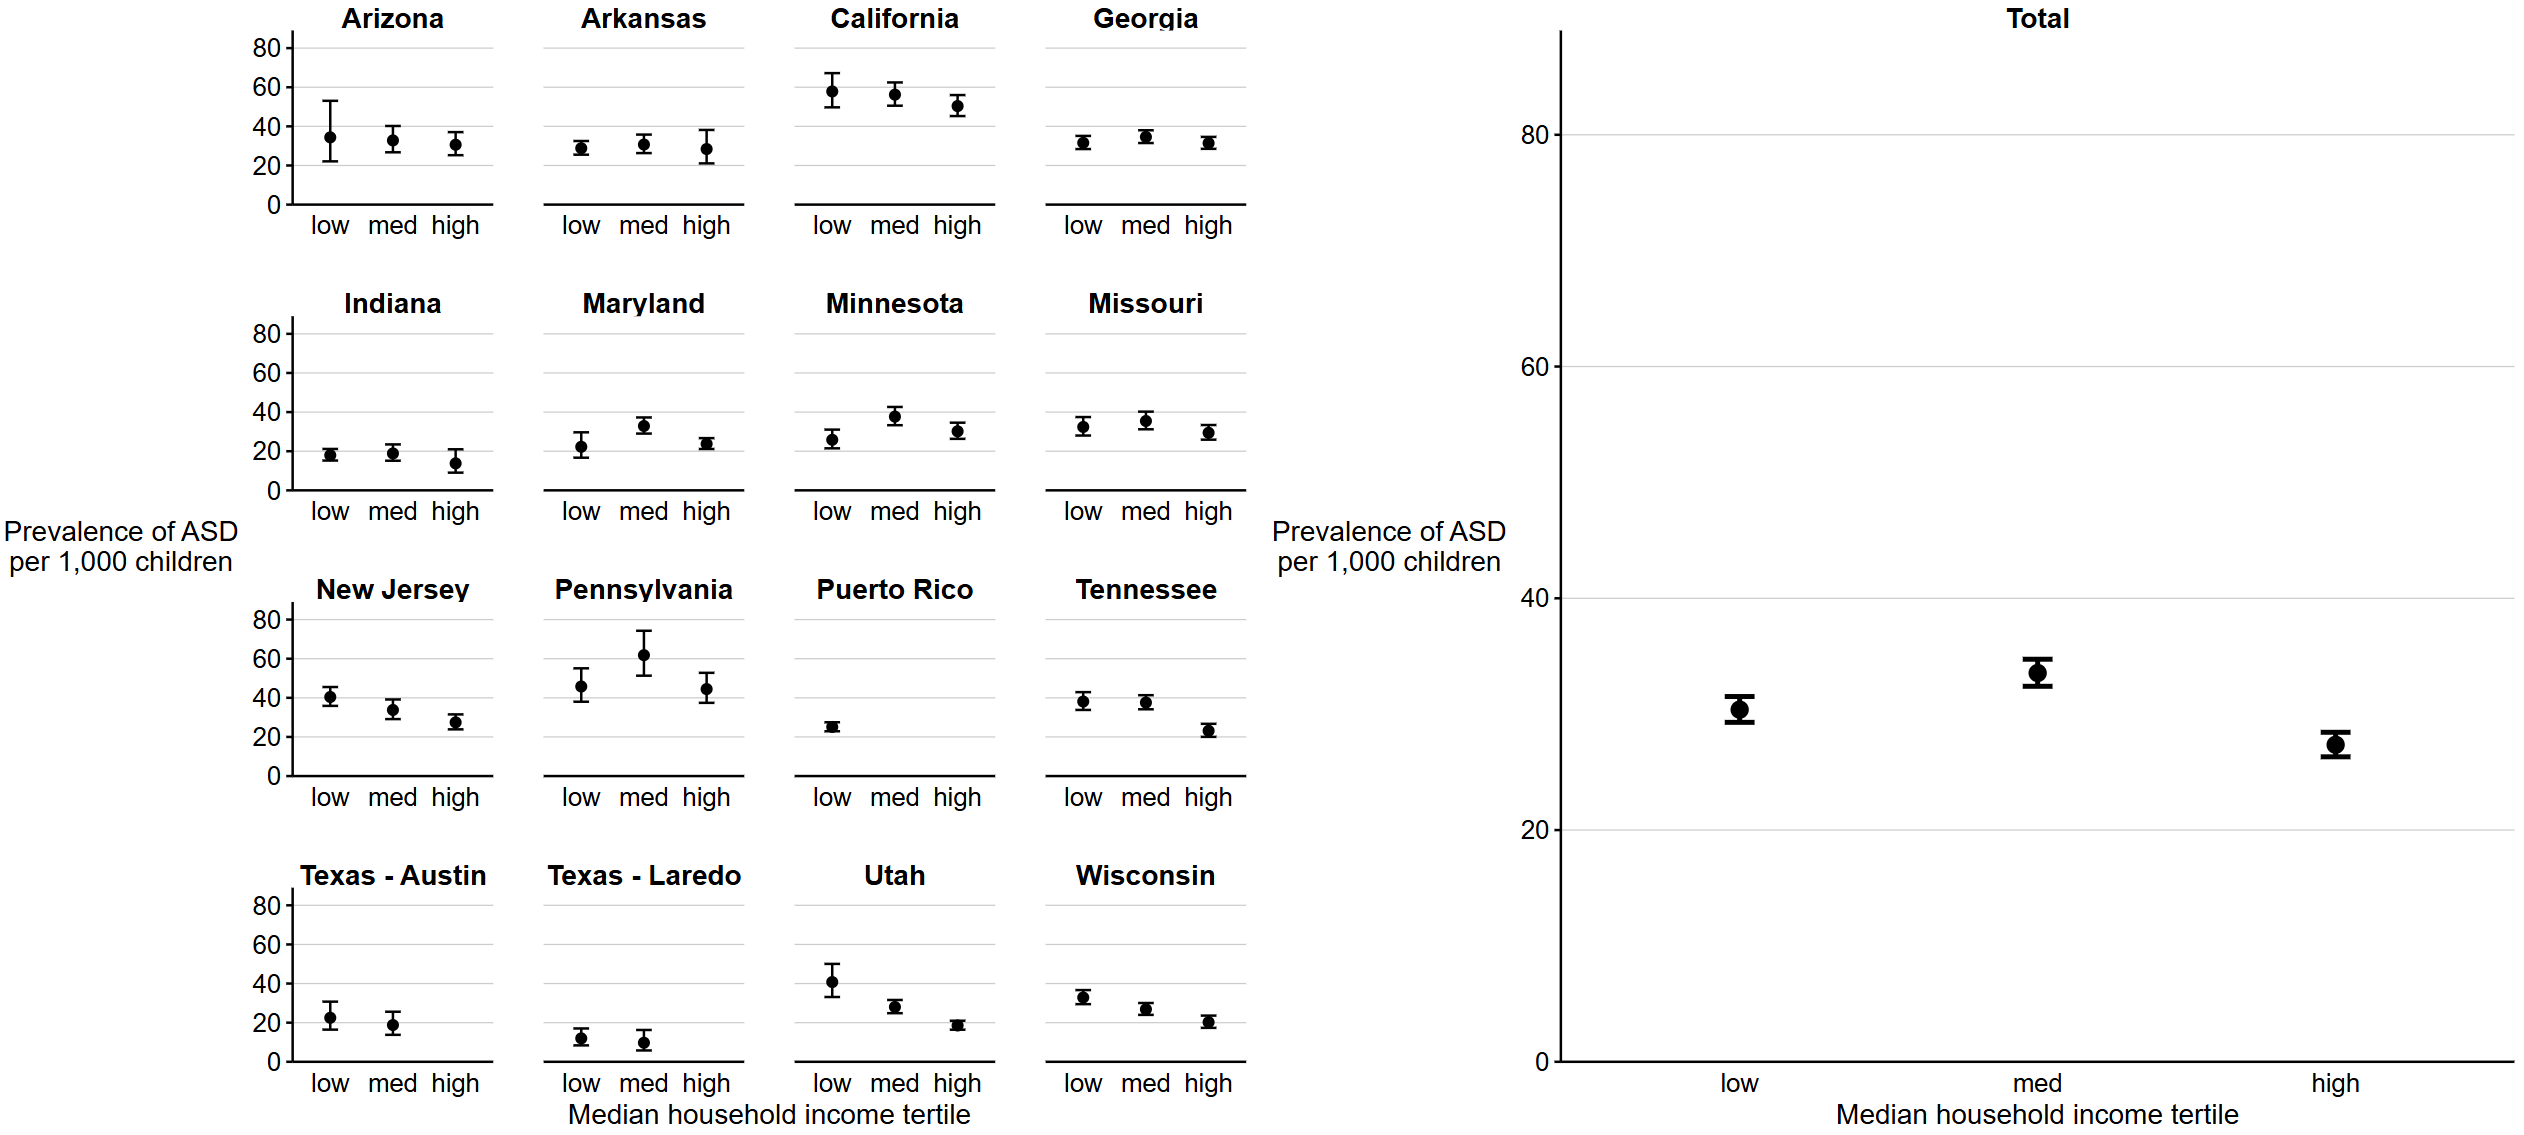 Arizona Arkansas California Georgia
80
60
40
20
0
low med high low med high low med high low med high
Indiana Maryland Minnesota Missouri
80
60
40
20
0
low med high low med high low med high low med high
Prevalence of ASD
per 1,000 children
New Jersey Pennsylvania Puerto Rico Tennessee
80
60
40
20
0
low med high low med high low med high low med high
Texas - Austin Texas - Laredo Utah Wisconsin
80
60
40
20
0
low med high low med high low med high low med high
Median household income tertile
Total
80
60
Prevalence of ASD
per 1,000 children
40
20
0
low med high
Median household income tertile